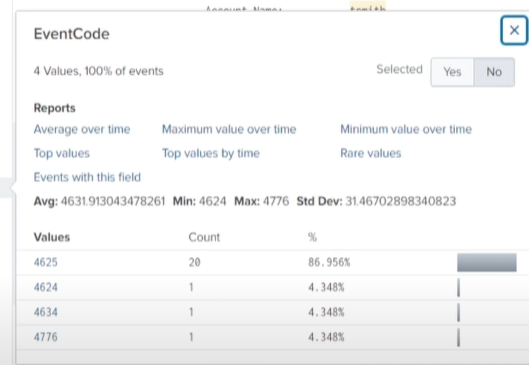 Account Name:
EventCode
4 Values, 100% of events
Selected Yes No
Reports
Average over time Maximum value over time Minimum value over time
Top values Top values by time Rare values
Events with this field
Avg: 4631.913043478261 Min: 4624 Max: 4776 Std Dev: 31.46702898340823
Values Count %
4625 20 86.956%
4624 1 4.348%
4634 1 4.348%
4776 1 4.348%